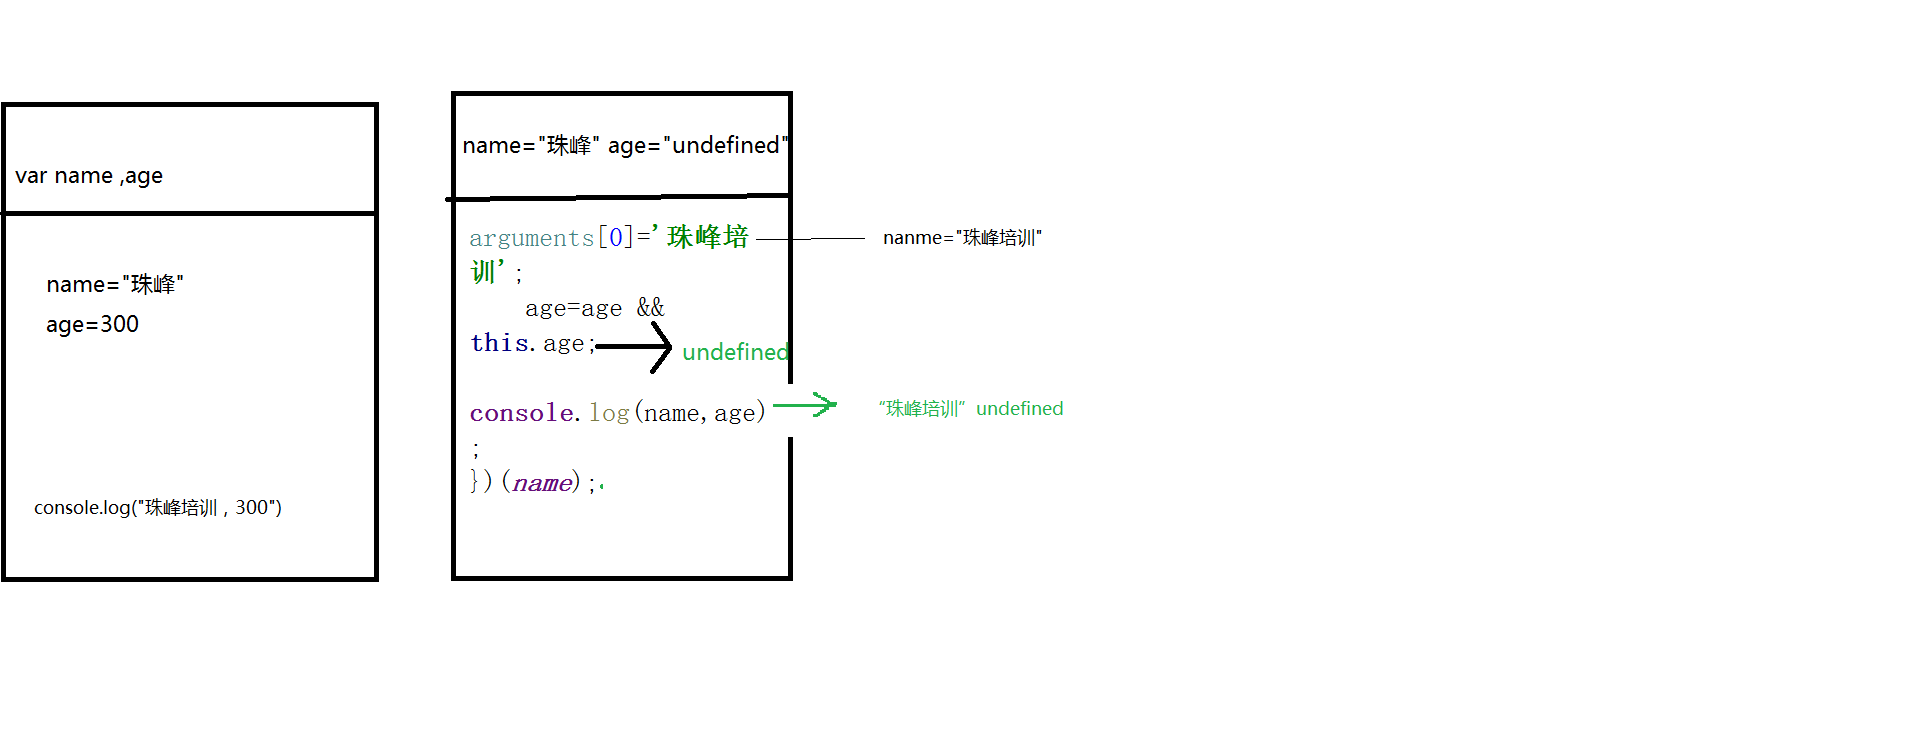 var name ,age
name="珠峰"
age=300
console.log("珠峰培训，300")
name="珠峰" age="undefined"
arguments[0]='珠峰培
训';
age=age &&
this.age;
undefined
console.log(name,age)
;
})(name);
nanme="珠峰培训"
“珠峰培训” undefined